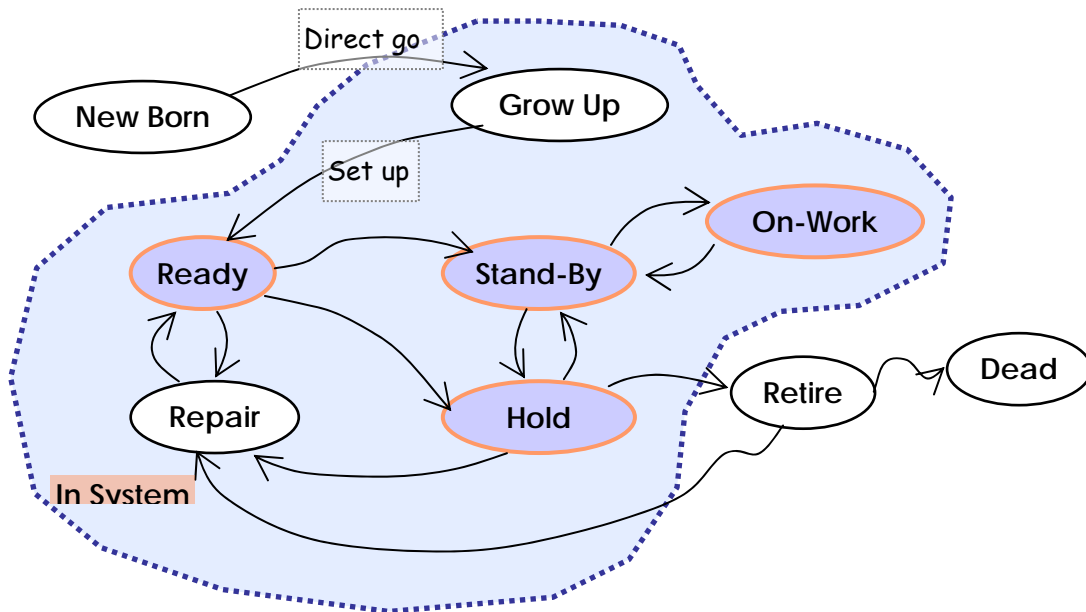 Direct go
New Born
Grow Up
Set up
On-Work
Ready
Stand-By
Retire
Dead
Repair
Hold
In System